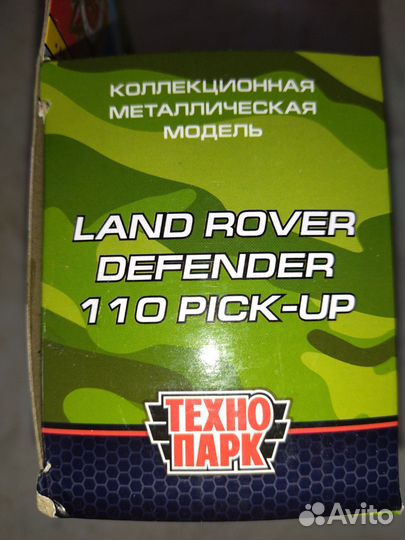 КОЛЛЕКЦИОННАЯ
МЕТАЛЛИЧЕСКАЯ
МОДЕЛЬ
LAND ROVER
DEFENDER
110 PICK-UP
ТЕХНО
ПАРК
Avito